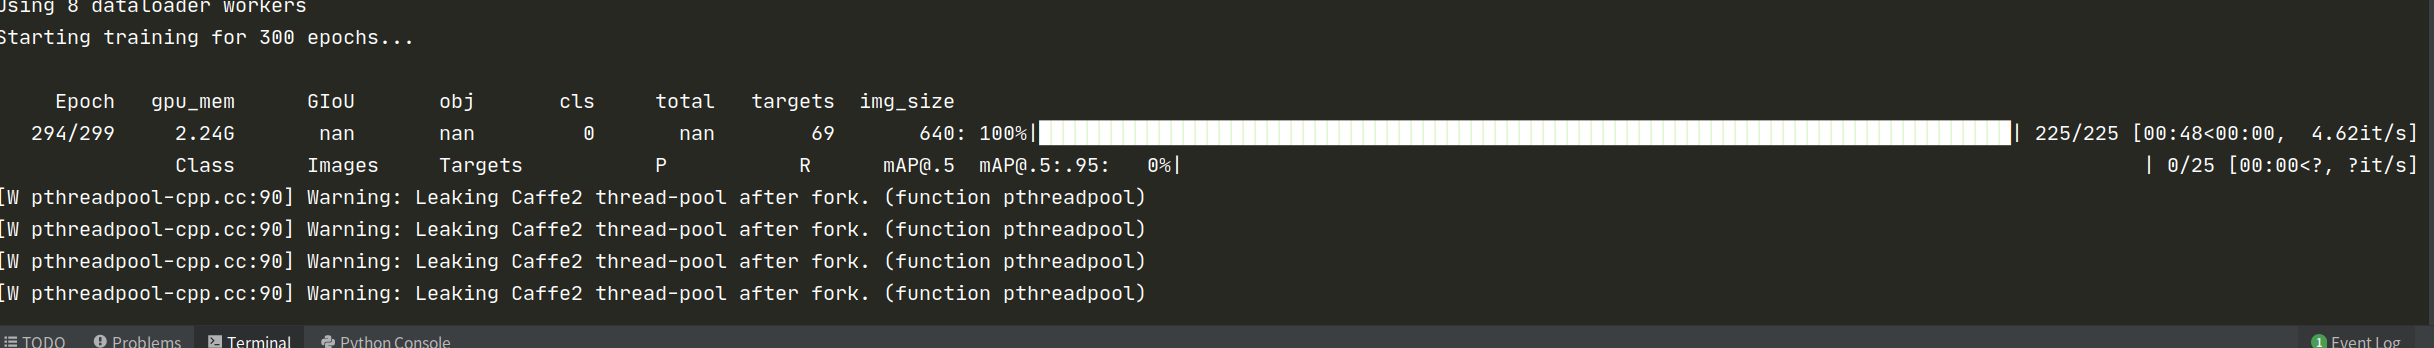 Using 8 dataloader workers
Starting training for 300 epochs...
Epoch gpu_mem GIoU obj cls total targets img_size
294/299 2.24G nan nan 0 nan 69 640: 100%| | 225/225 [00:48<00:00, 4.62it/s]
Class Images Targets P R mAP@.5 mAP@.5:.95: 0%| | 0/25 [00:00<?, ?it/s]
[W pthreadpool-cpp.cc:90] Warning: Leaking Caffe2 thread-pool after fork. (function pthreadpool)
[W pthreadpool-cpp.cc:90] Warning: Leaking Caffe2 thread-pool after fork. (function pthreadpool)
[W pthreadpool-cpp.cc:90] Warning: Leaking Caffe2 thread-pool after fork. (function pthreadpool)
[W pthreadpool-cpp.cc:90] Warning: Leaking Caffe2 thread-pool after fork. (function pthreadpool)
TODO Problems Terminal Python Console 1 Event Log